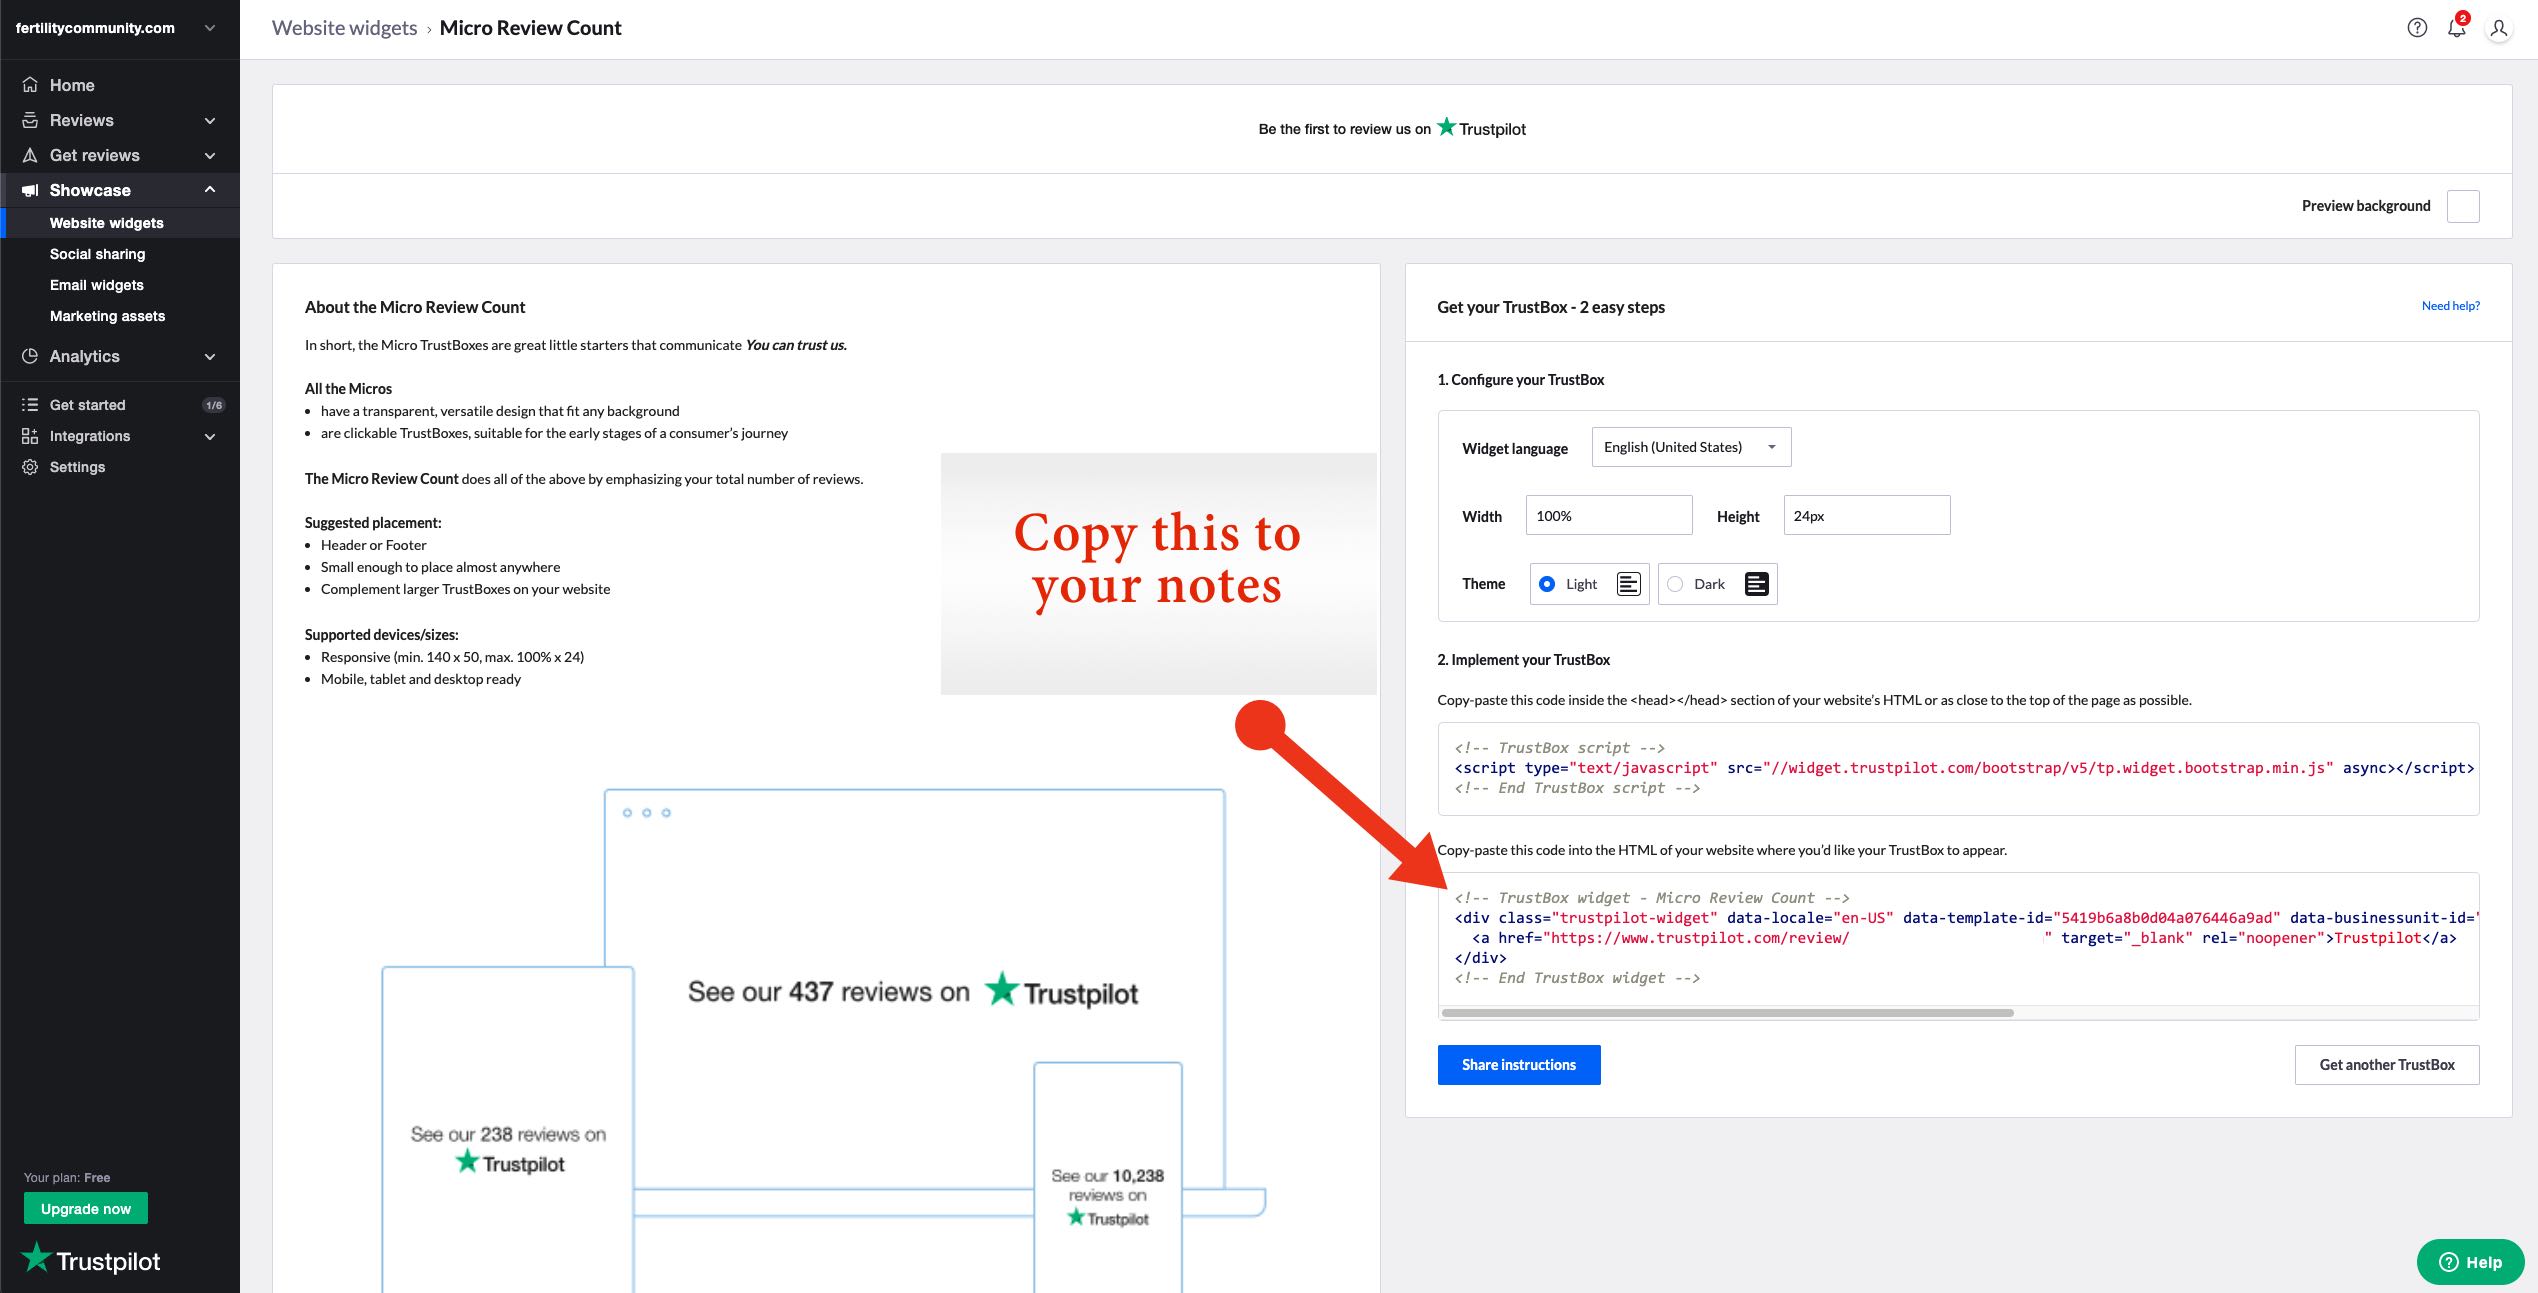 fertilitycommunity.com
Home
Reviews
Get reviews
Showcase
Website widgets
Social sharing
Email widgets
Marketing assets
Analytics
Get started 1/6
Integrations
Settings
Your plan: Free
Upgrade now
Trustpilot
Website widgets › Micro Review Count
2
Be the first to review us on Trustpilot
Preview background
About the Micro Review Count
In short, the Micro TrustBoxes are great little starters that communicate You can trust us.
All the Micros
• have a transparent, versatile design that fit any background
• are clickable TrustBoxes, suitable for the early stages of a consumer’s journey
The Micro Review Count does all of the above by emphasizing your total number of reviews.
Suggested placement:
• Header or Footer
• Small enough to place almost anywhere
• Complement larger TrustBoxes on your website
Supported devices/sizes:
• Responsive (min. 140 x 50, max. 100% x 24)
• Mobile, tablet and desktop ready
Copy this to
your notes
See our 437 reviews on Trustpilot
See our 238 reviews on
Trustpilot
See our 10,238
reviews on
Trustpilot
Get your TrustBox - 2 easy steps
Need help?
1. Configure your TrustBox
Widget language English (United States)
Width 100% Height 24px
Theme Light Dark
2. Implement your TrustBox
Copy-paste this code inside the <head></head> section of your website’s HTML or as close to the top of the page as possible.
<!-- TrustBox script -->
<script type="text/javascript" src="//widget.trustpilot.com/bootstrap/v5/tp.widget.bootstrap.min.js" async></script>
<!-- End TrustBox script -->
Copy-paste this code into the HTML of your website where you’d like your TrustBox to appear.
<!-- TrustBox widget - Micro Review Count -->
<div class="trustpilot-widget" data-locale="en-US" data-template-id="5419b6a8b0d04a076446a9ad" data-businessunit-id="
<a href="https://www.trustpilot.com/review/ " target="_blank" rel="noopener">Trustpilot</a>
</div>
<!-- End TrustBox widget -->
Share instructions
Get another TrustBox
Help